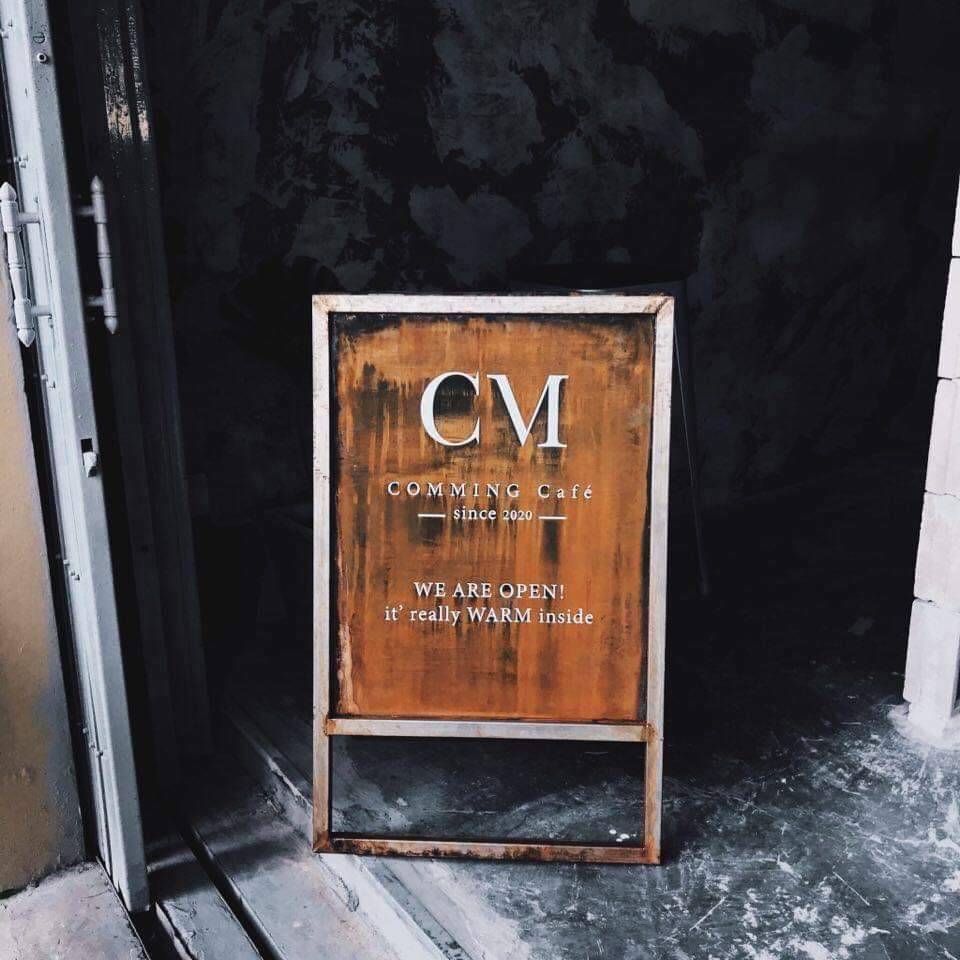 CM
COMMING Café
since 2020
WE ARE OPEN!
it' really WARM inside